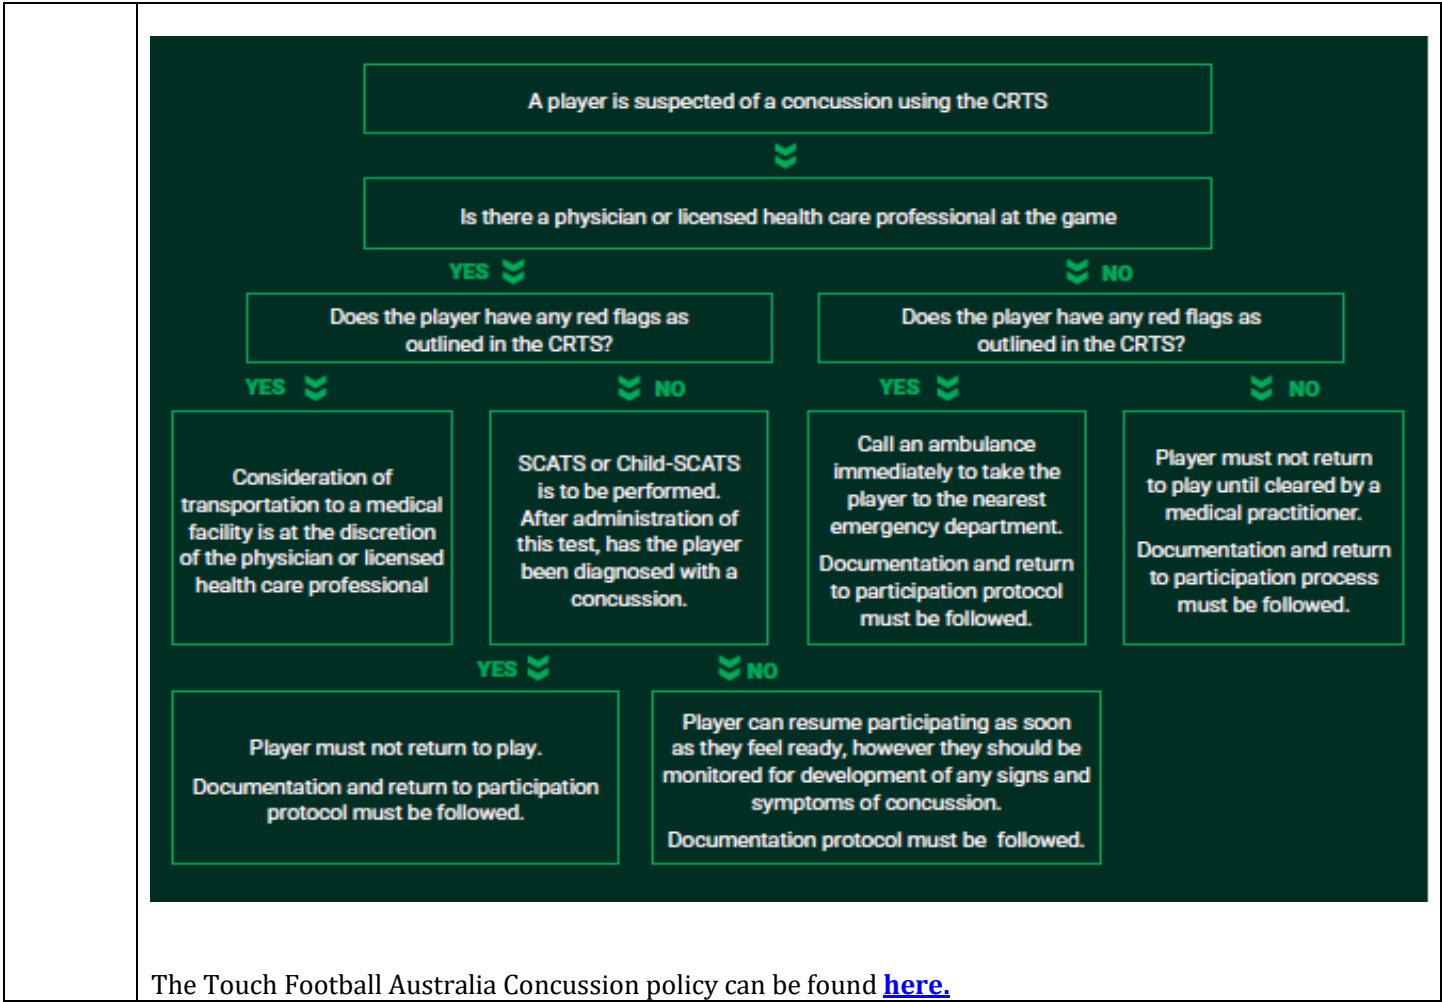 A player is suspected of a concussion using the CRTS
Is there a physician or licensed health care professional at the game
YES
NO
Does the player have any red flags as
outlined in the CRTS?
Does the player have any red flags as
outlined in the CRTS?
YES
NO
YES
NO
Consideration of
transportation to a medical
facility is at the discretion
of the physician or licensed
health care professional
SCATS or Child-SCATS
is to be performed.
After administration of
this test, has the player
been diagnosed with a
concussion.
Call an ambulance
immediately to take the
player to the nearest
emergency department.
Documentation and return
to participation protocol
must be followed.
Player must not return
to play until cleared by a
medical practitioner.
Documentation and return
to participation process
must be followed.
YES
NO
Player must not return to play.
Documentation and return to participation
protocol must be followed.
Player can resume participating as soon
as they feel ready, however they should be
monitored for development of any signs and
symptoms of concussion.
Documentation protocol must be followed.
The Touch Football Australia Concussion policy can be found here.